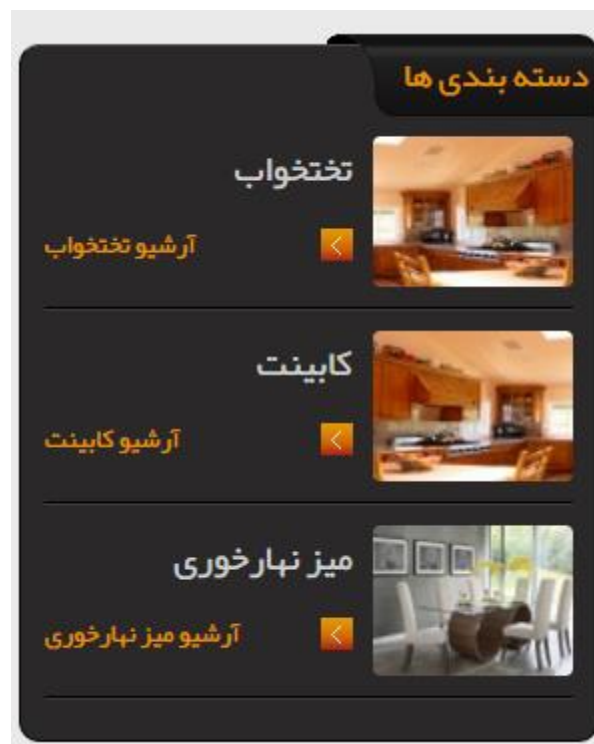 دسته بندی ها
تختخواب
آرشیو تختخواب
کابینت
آرشیو کابینت
میز نهارخوری
آرشیو میز نهارخوری